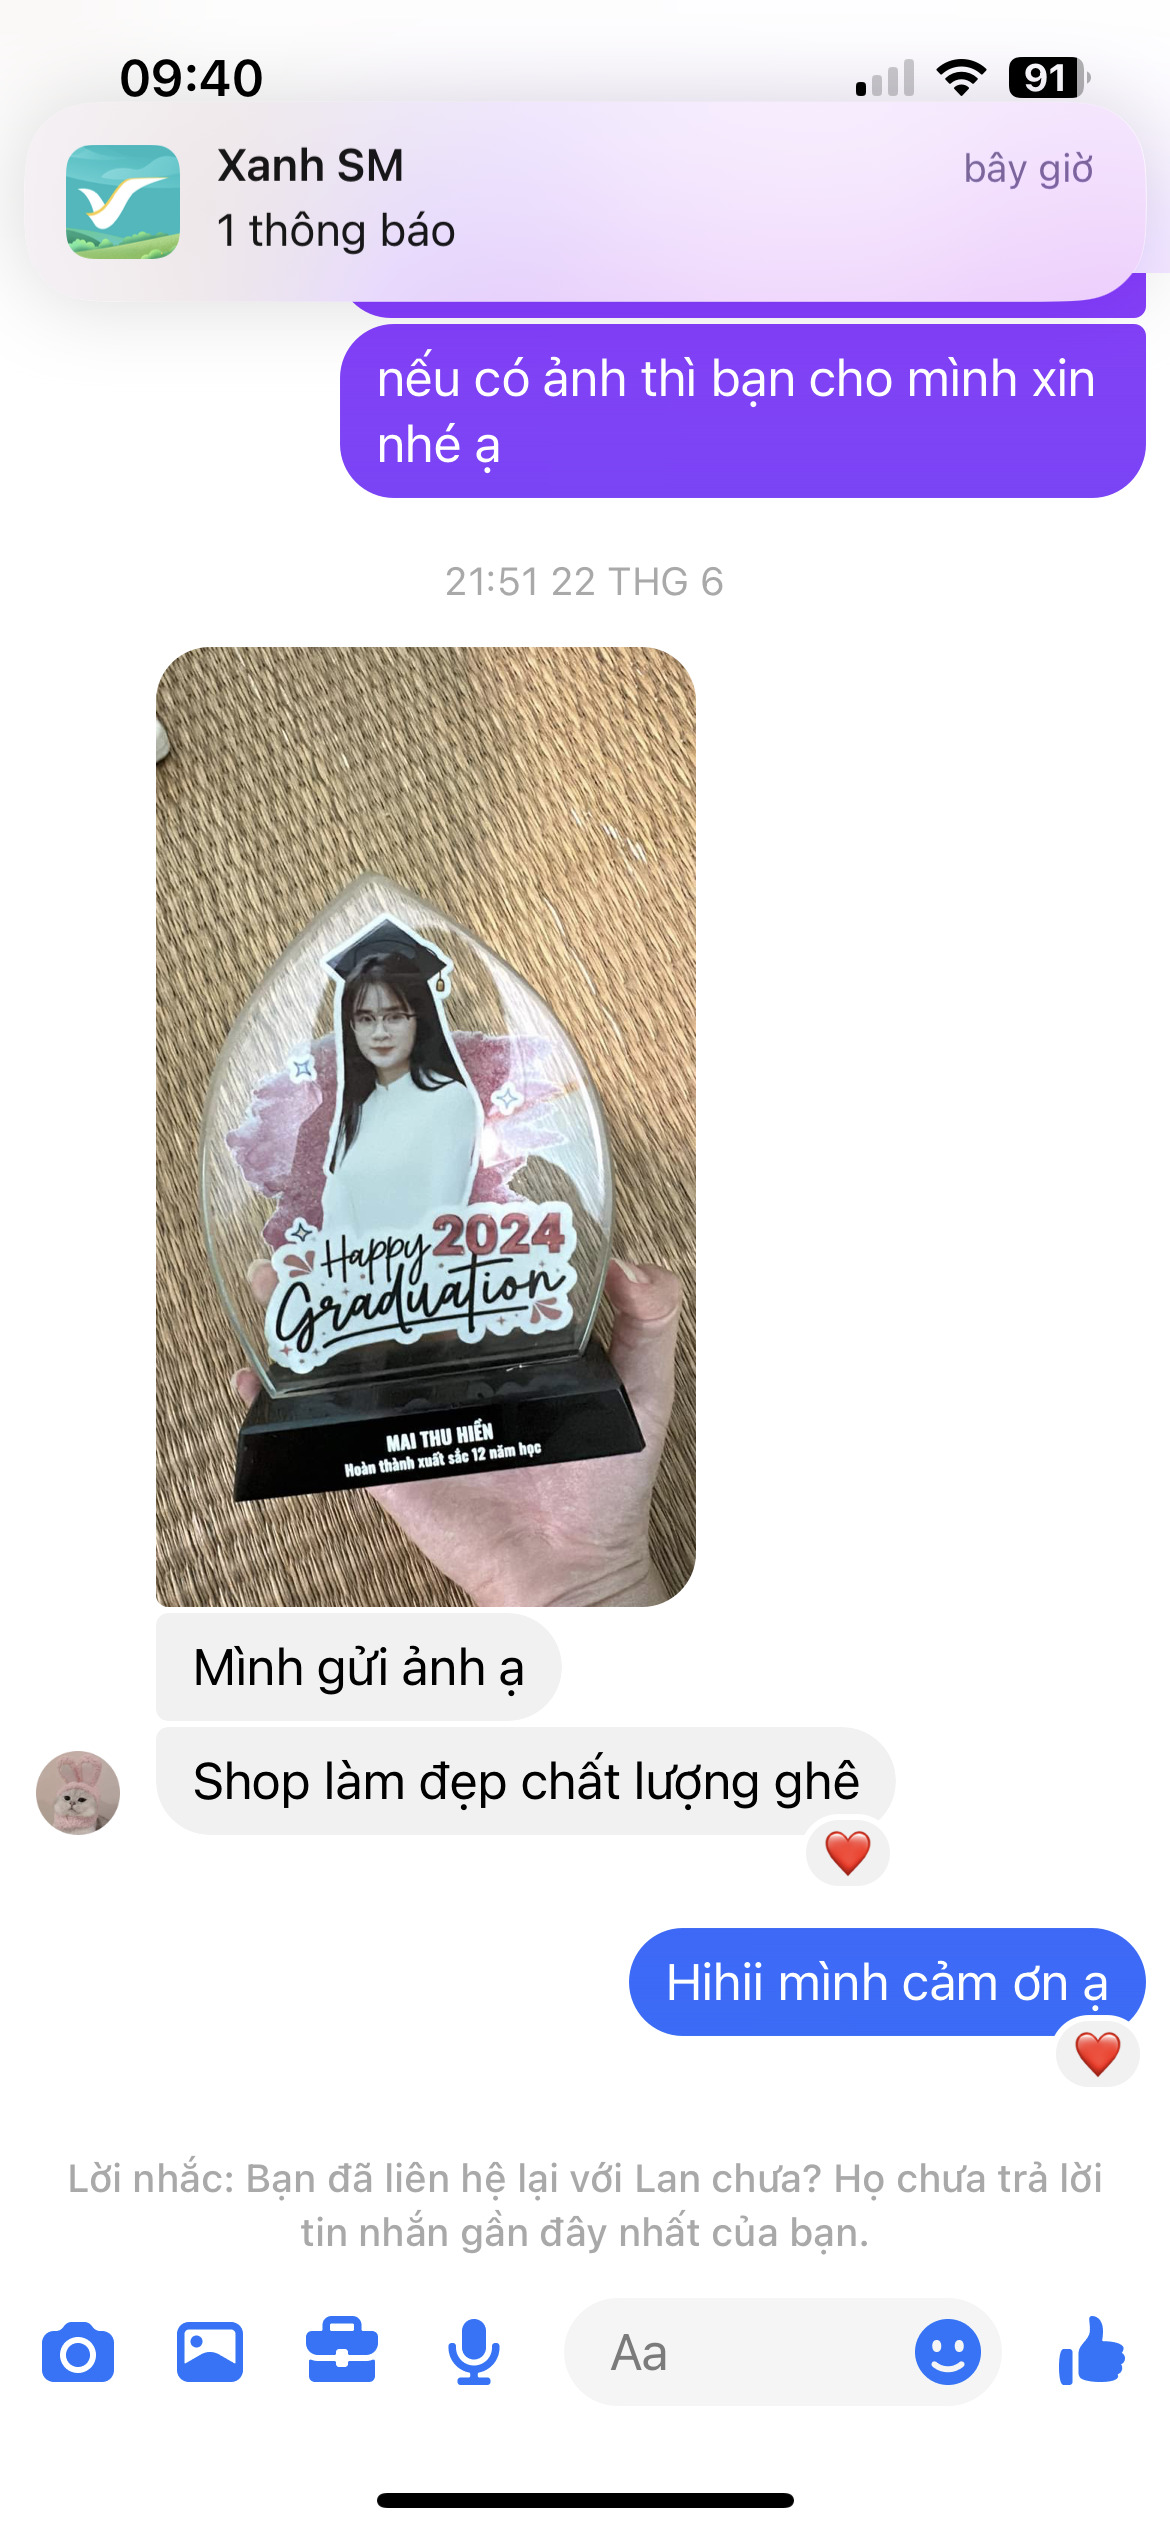 09:40
91
Xanh SM
bây giờ
1 thông báo
nếu có ảnh thì bạn cho mình xin
nhé ạ
21:51 22 THG 6
Happy 2024
Graduation
MAI THU HIỀN
Hoàn thành xuất sắc 12 năm học
Mình gửi ảnh ạ
Shop làm đẹp chất lượng ghê
Hihii mình cảm ơn ạ
Lời nhắc: Bạn đã liên hệ lại với Lan chưa? Họ chưa trả lời
tin nhắn gần đây nhất của bạn.
Aa